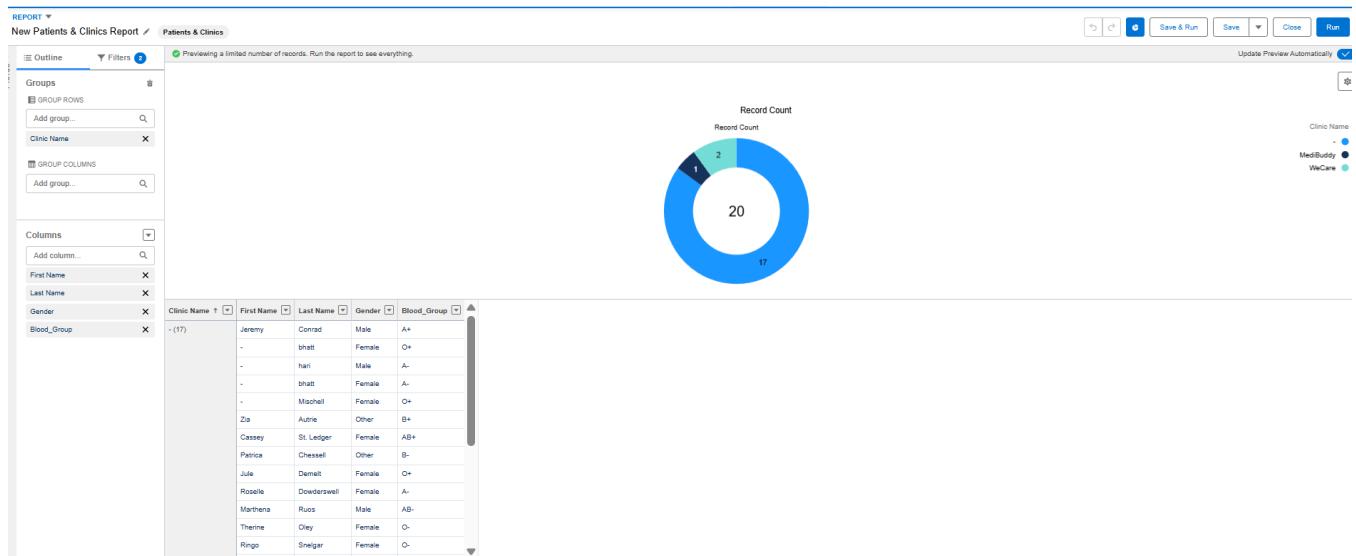 REPORT
New Patients & Clinics Report Patients & Clinics
Save & Run Save Close Run
Outline Filters 2
Previewing a limited number of records. Run the report to see everything.
Update Preview Automatically
Groups
GROUP ROWS
Add group...
Clinic Name
GROUP COLUMNS
Add group...
Columns
Add column...
First Name
Last Name
Gender
Blood_Group
Record Count
Record Count
2
1
20
17
Clinic Name
-
MediBuddy
WeCare
Clinic Name ↑ First Name Last Name Gender Blood_Group
- (17) Jeremy Conrad Male A+
- bhatt Female O+
- hari Male A-
- bhatt Female A-
- Mischell Female O+
Zia Autrie Other B+
Cassey St. Ledger Female AB+
Patrica Chessell Other B-
Jule Demelt Female O+
Roselle Dowderswell Female A-
Marthena Ruos Male AB-
Therine Oley Female O-
Ringo Snelgar Female O-